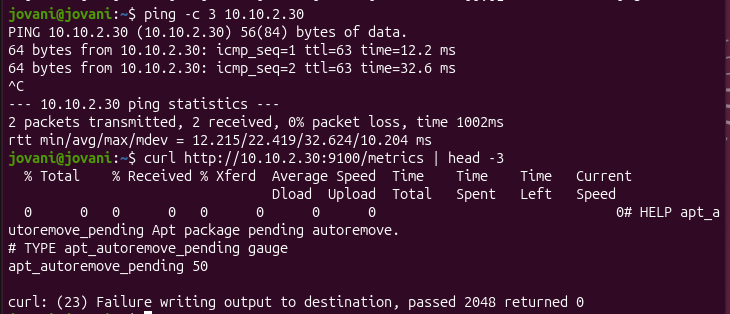 jovani@jovani:~$ ping -c 3 10.10.2.30
PING 10.10.2.30 (10.10.2.30) 56(84) bytes of data.
64 bytes from 10.10.2.30: icmp_seq=1 ttl=63 time=12.2 ms
64 bytes from 10.10.2.30: icmp_seq=2 ttl=63 time=32.6 ms
^C
--- 10.10.2.30 ping statistics ---
2 packets transmitted, 2 received, 0% packet loss, time 1002ms
rtt min/avg/max/mdev = 12.215/22.419/32.624/10.204 ms
jovani@jovani:~$ curl http://10.10.2.30:9100/metrics | head -3
  % Total    % Received % Xferd  Average Speed  Time    Time    Time   Current
                                 Dload  Upload  Total   Spent   Left   Speed
  0      0   0      0   0      0      0      0                              0# HELP apt_a
utoremove_pending Apt package pending autoremove.
# TYPE apt_autoremove_pending gauge
apt_autoremove_pending 50
curl: (23) Failure writing output to destination, passed 2048 returned 0